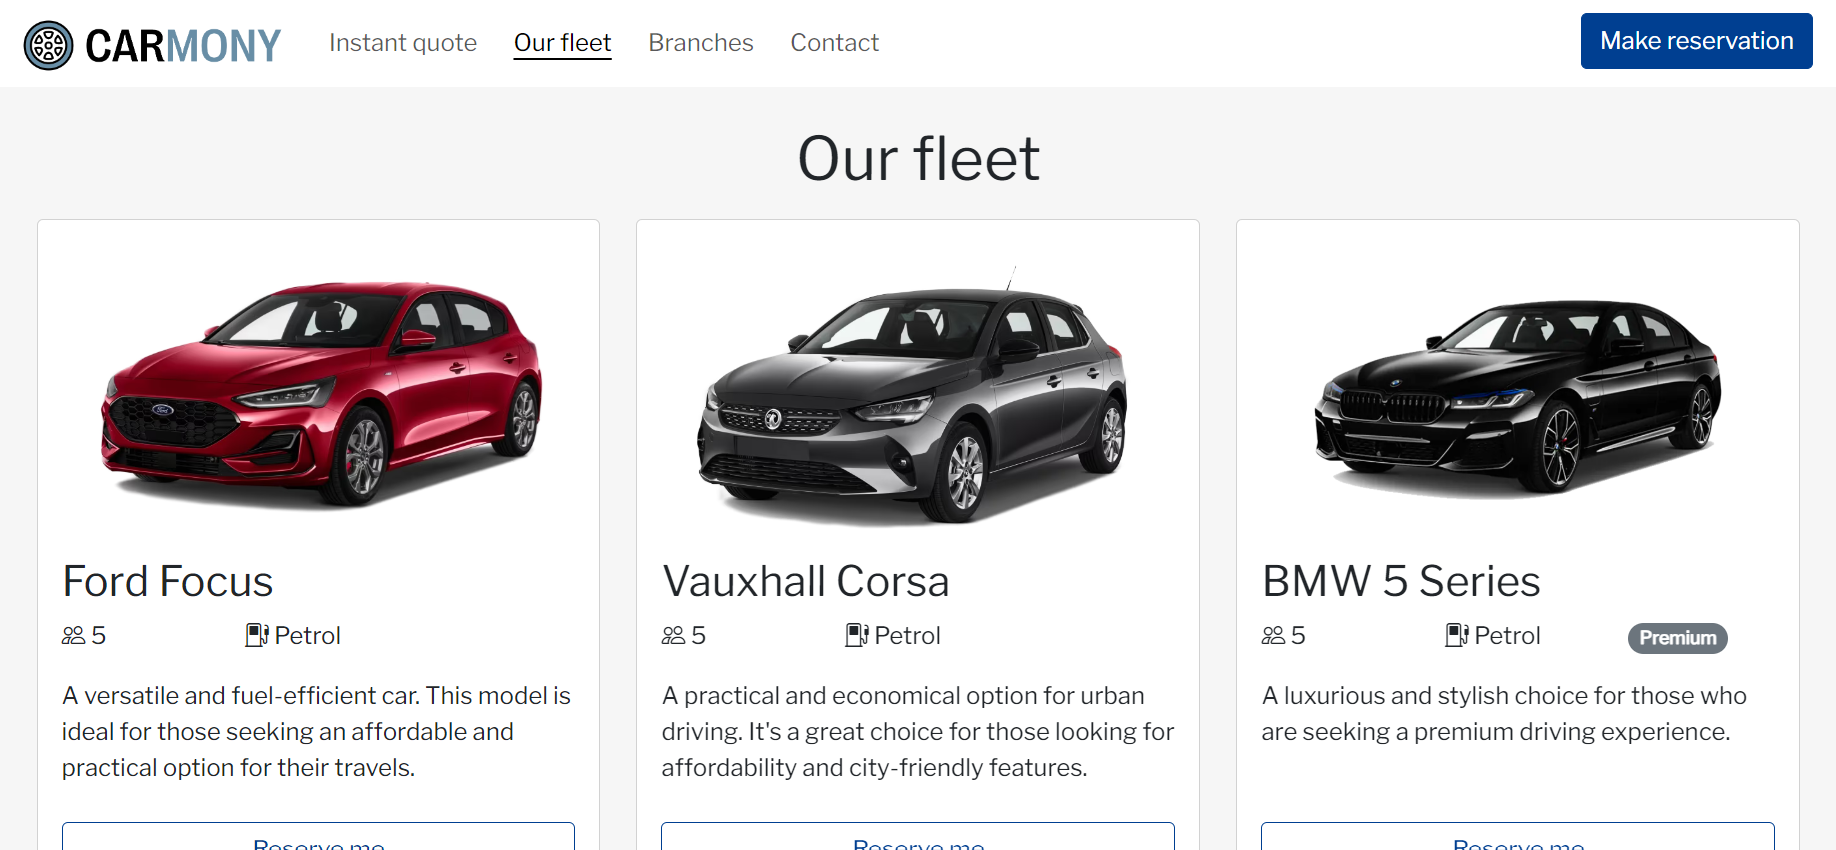 CARMONY
Instant quote
Our fleet
Branches
Contact
Make reservation
Our fleet
Ford Focus
5
Petrol
A versatile and fuel-efficient car. This model is
ideal for those seeking an affordable and
practical option for their travels.
Reserve me
Vauxhall Corsa
5
Petrol
A practical and economical option for urban
driving. It's a great choice for those looking for
affordability and city-friendly features.
Reserve me
BMW 5 Series
5
Petrol
Premium
A luxurious and stylish choice for those who
are seeking a premium driving experience.
Reserve me